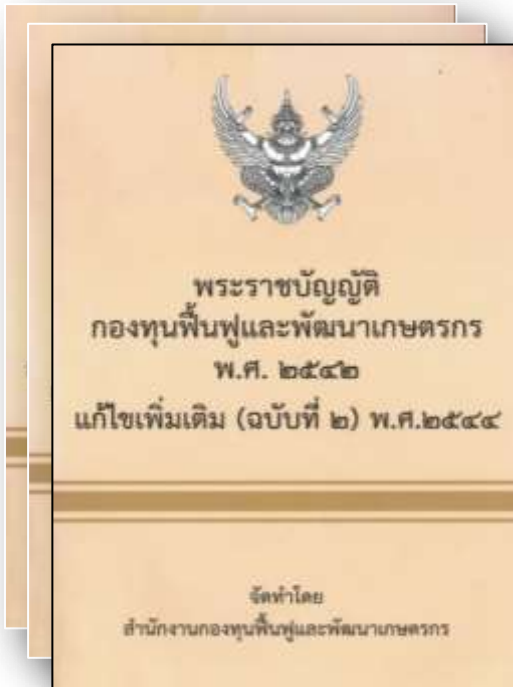 พระราชบัญญัติ
กองทุนฟื้นฟูและพัฒนาเกษตรกร
พ.ศ. ๒๕๔๒
แก้ไขเพิ่มเติม (ฉบับที่ ๒) พ.ศ.๒๕๔๔
จัดทำโดย
สำนักงานกองทุนฟื้นฟูและพัฒนาเกษตรกร